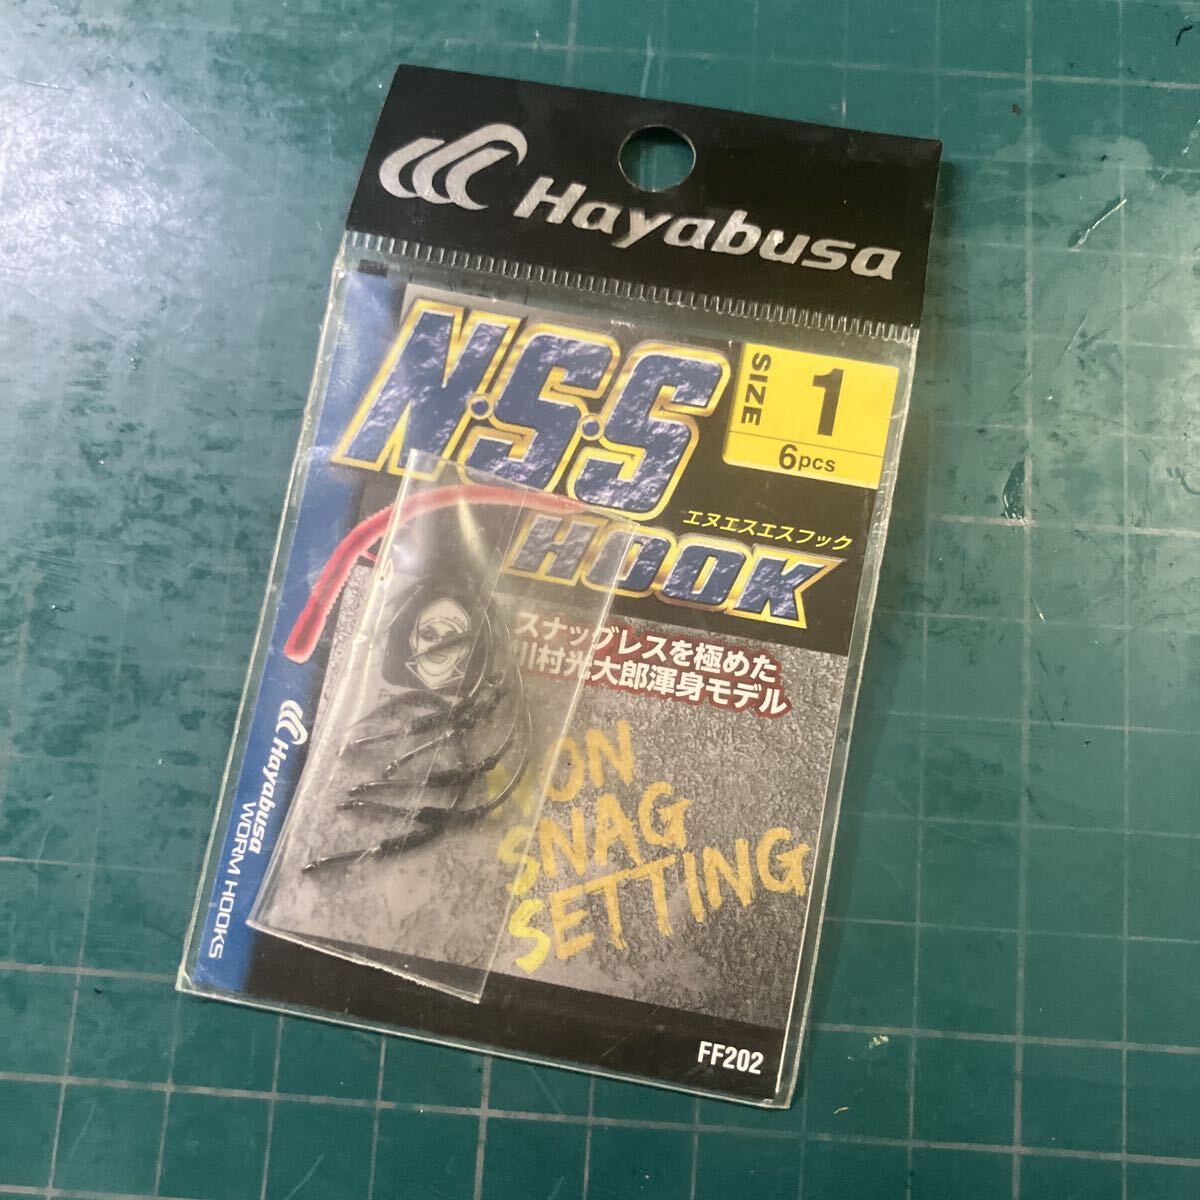 Hayabusa
N・S・S
HOOK
SIZE
1
6pcs
エヌエスエスフック
スナッグレスを極めた
川村光大郎渾身モデル
NON
SNAG
SETTING
Hayabusa
WORM HOOKS
FF202